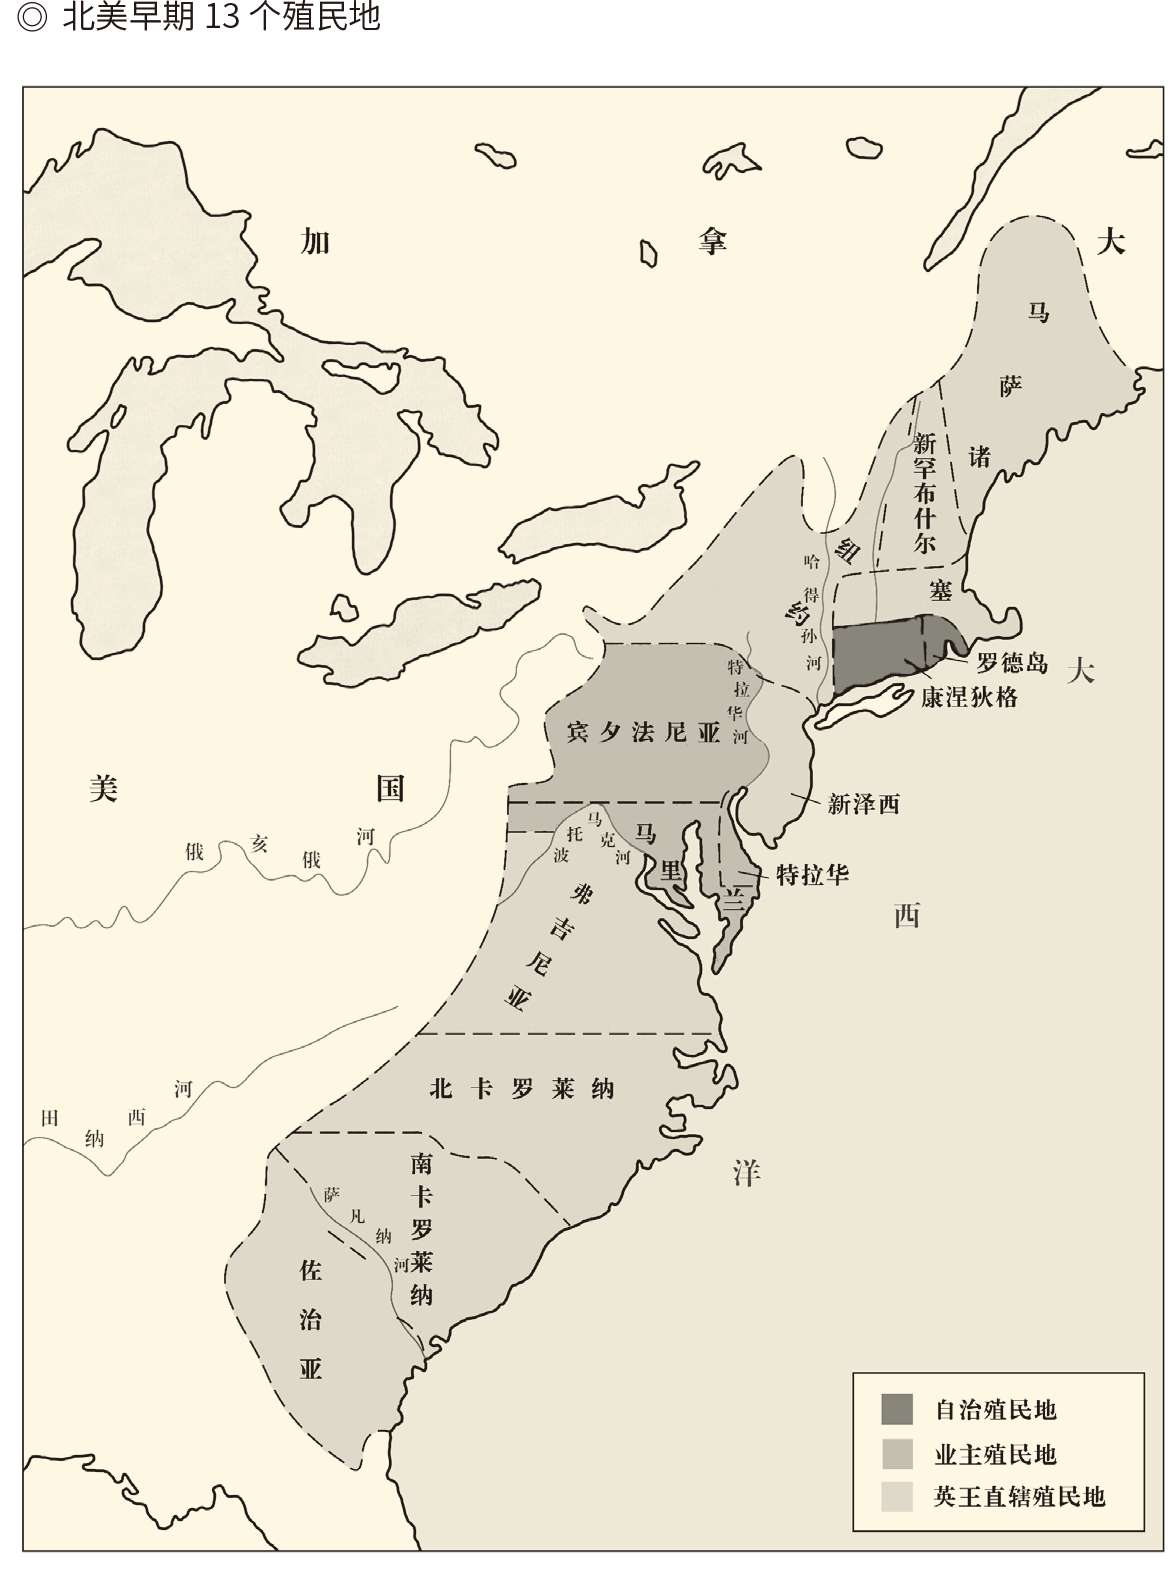 ◎ 北美早期 13 个殖民地
加拿大
马萨诸塞
新罕布什尔
纽约
哈得孙河
罗德岛
康涅狄格
大西洋
特拉华河
宾夕法尼亚
美国
新泽西
俄亥俄河
马里兰
波托马克河
特拉华
弗吉尼亚
北卡罗莱纳
田纳西河
南卡罗莱纳
萨凡纳河
佐治亚
自治殖民地
业主殖民地
英王直辖殖民地